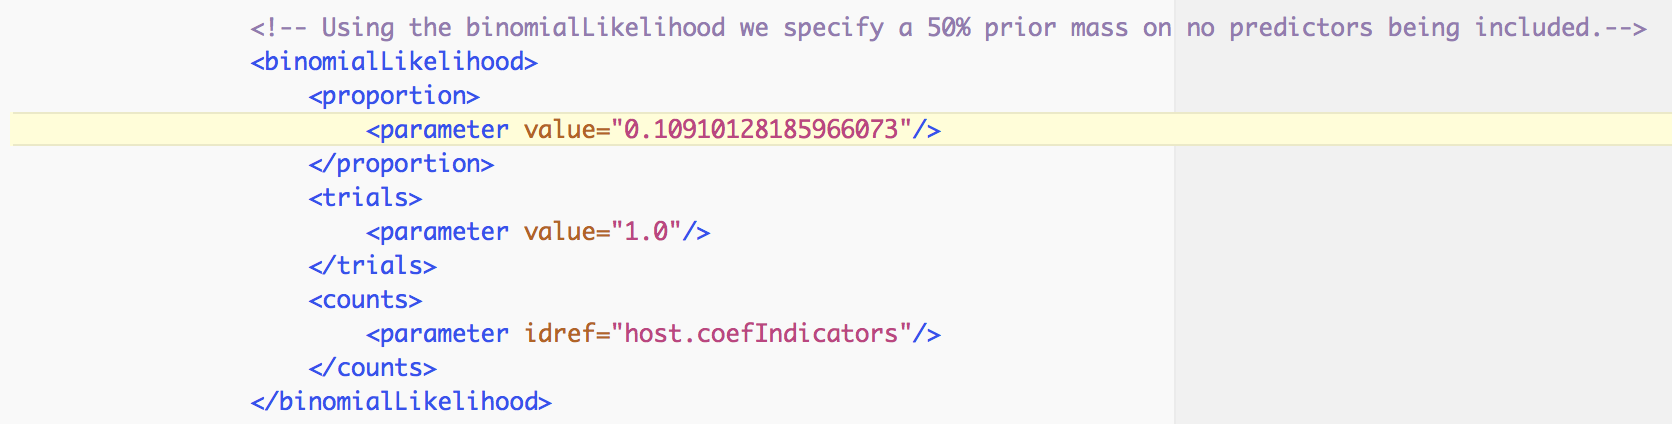 <!-- Using the binomialLikelihood we specify a 50% prior mass on no predictors being included.-->
<binomialLikelihood>
<proportion>
<parameter value="0.10910128185966073"/>
</proportion>
<trials>
<parameter value="1.0"/>
</trials>
<counts>
<parameter idref="host.coefIndicators"/>
</counts>
</binomialLikelihood>